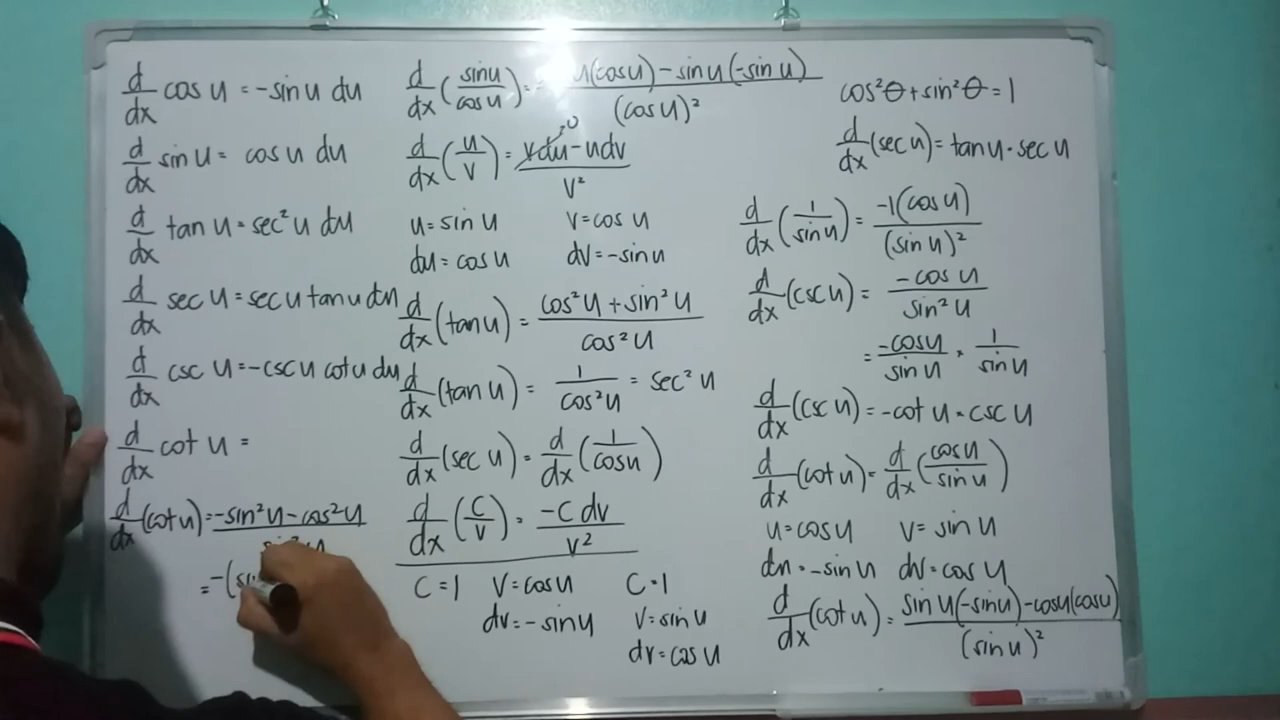 d/dx cos u = -sin u du
d/dx sin u = cos u du
d/dx tan u = sec² u du
d/dx sec u = sec u tan u du
d/dx csc u = -csc u cot u du
d/dx cot u =
d/dx (cot u) = -sin² u - cos² u / sin² u
= -(si
d/dx (sin u / cos u) = u(cos u) - sin u (-sin u) / (cos u)²
d/dx (u/v) = v du - u dv / v²
0
u = sin u v = cos u
du = cos u dv = -sin u
d/dx (tan u) = cos² u + sin² u / cos² u
d/dx (tan u) = 1 / cos² u = sec² u
d/dx (sec u) = d/dx (1 / cos u)
d/dx (c/v) = -c dv / v²
c = 1 v = cos u c = 1
dv = -sin u v = sin u
dv = cos u
cos² θ + sin² θ = 1
d/dx (sec u) = tan u · sec u
d/dx (1 / sin u) = -1(cos u) / (sin u)²
d/dx (csc u) = -cos u / sin² u
= -cos u / sin u · 1 / sin u
d/dx (csc u) = -cot u · csc u
d/dx (cot u) = d/dx (cos u / sin u)
u = cos u v = sin u
du = -sin u dv = cos u
d/dx (cot u) = sin u (-sin u) - cos u (cos u) / (sin u)²